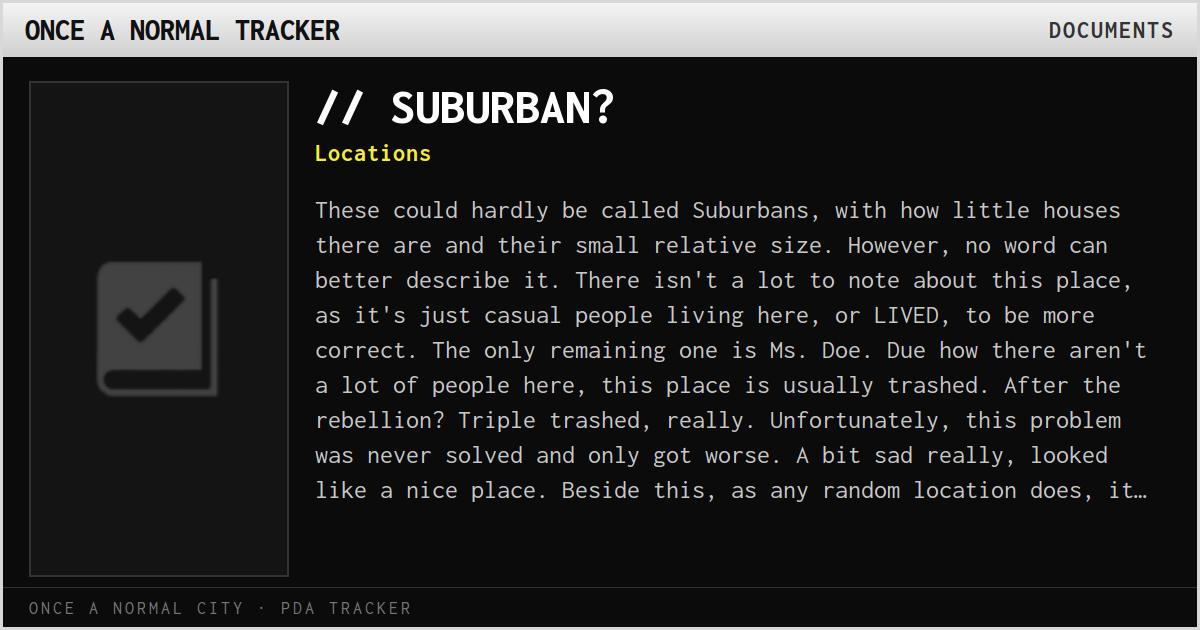 ONCE A NORMAL TRACKER
DOCUMENTS
// SUBURBAN?
Locations
These could hardly be called Suburbans, with how little houses
there are and their small relative size. However, no word can
better describe it. There isn't a lot to note about this place,
as it's just casual people living here, or LIVED, to be more
correct. The only remaining one is Ms. Doe. Due how there aren't
a lot of people here, this place is usually trashed. After the
rebellion? Triple trashed, really. Unfortunately, this problem
was never solved and only got worse. A bit sad really, looked
like a nice place. Beside this, as any random location does, it…
ONCE A NORMAL CITY · PDA TRACKER